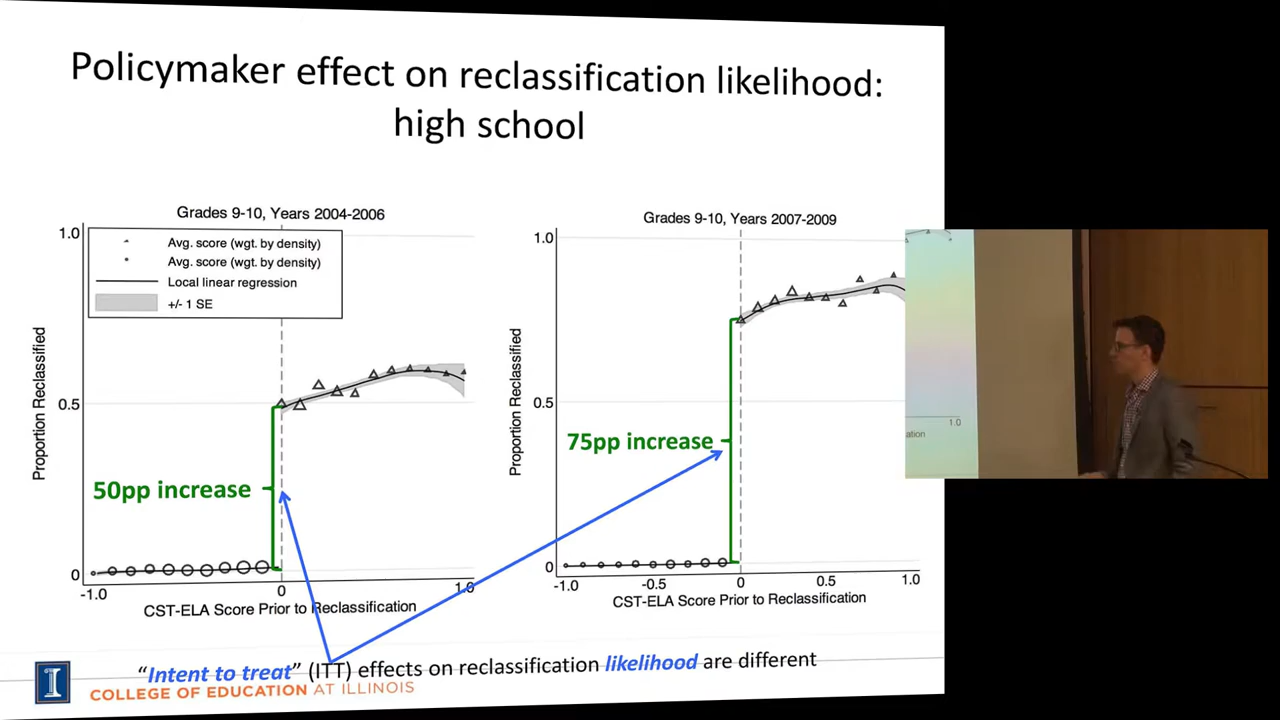 Policymaker effect on reclassification likelihood:
high school
Grades 9-10, Years 2004-2006
1.0
Avg. score (wgt. by density)
Avg. score (wgt. by density)
Local linear regression
+/- 1 SE
Proportion Reclassified
0.5
50pp increase
0
-1.0
0
1.0
CST-ELA Score Prior to Reclassification
Grades 9-10, Years 2007-2009
1.0
Proportion Reclassified
0.5
75pp increase
0
-1.0
-0.5
0
0.5
1.0
CST-ELA Score Prior to Reclassification
"Intent to treat" (ITT) effects on reclassification likelihood are different
I
COLLEGE OF EDUCATION AT ILLINOIS
1.0
ation